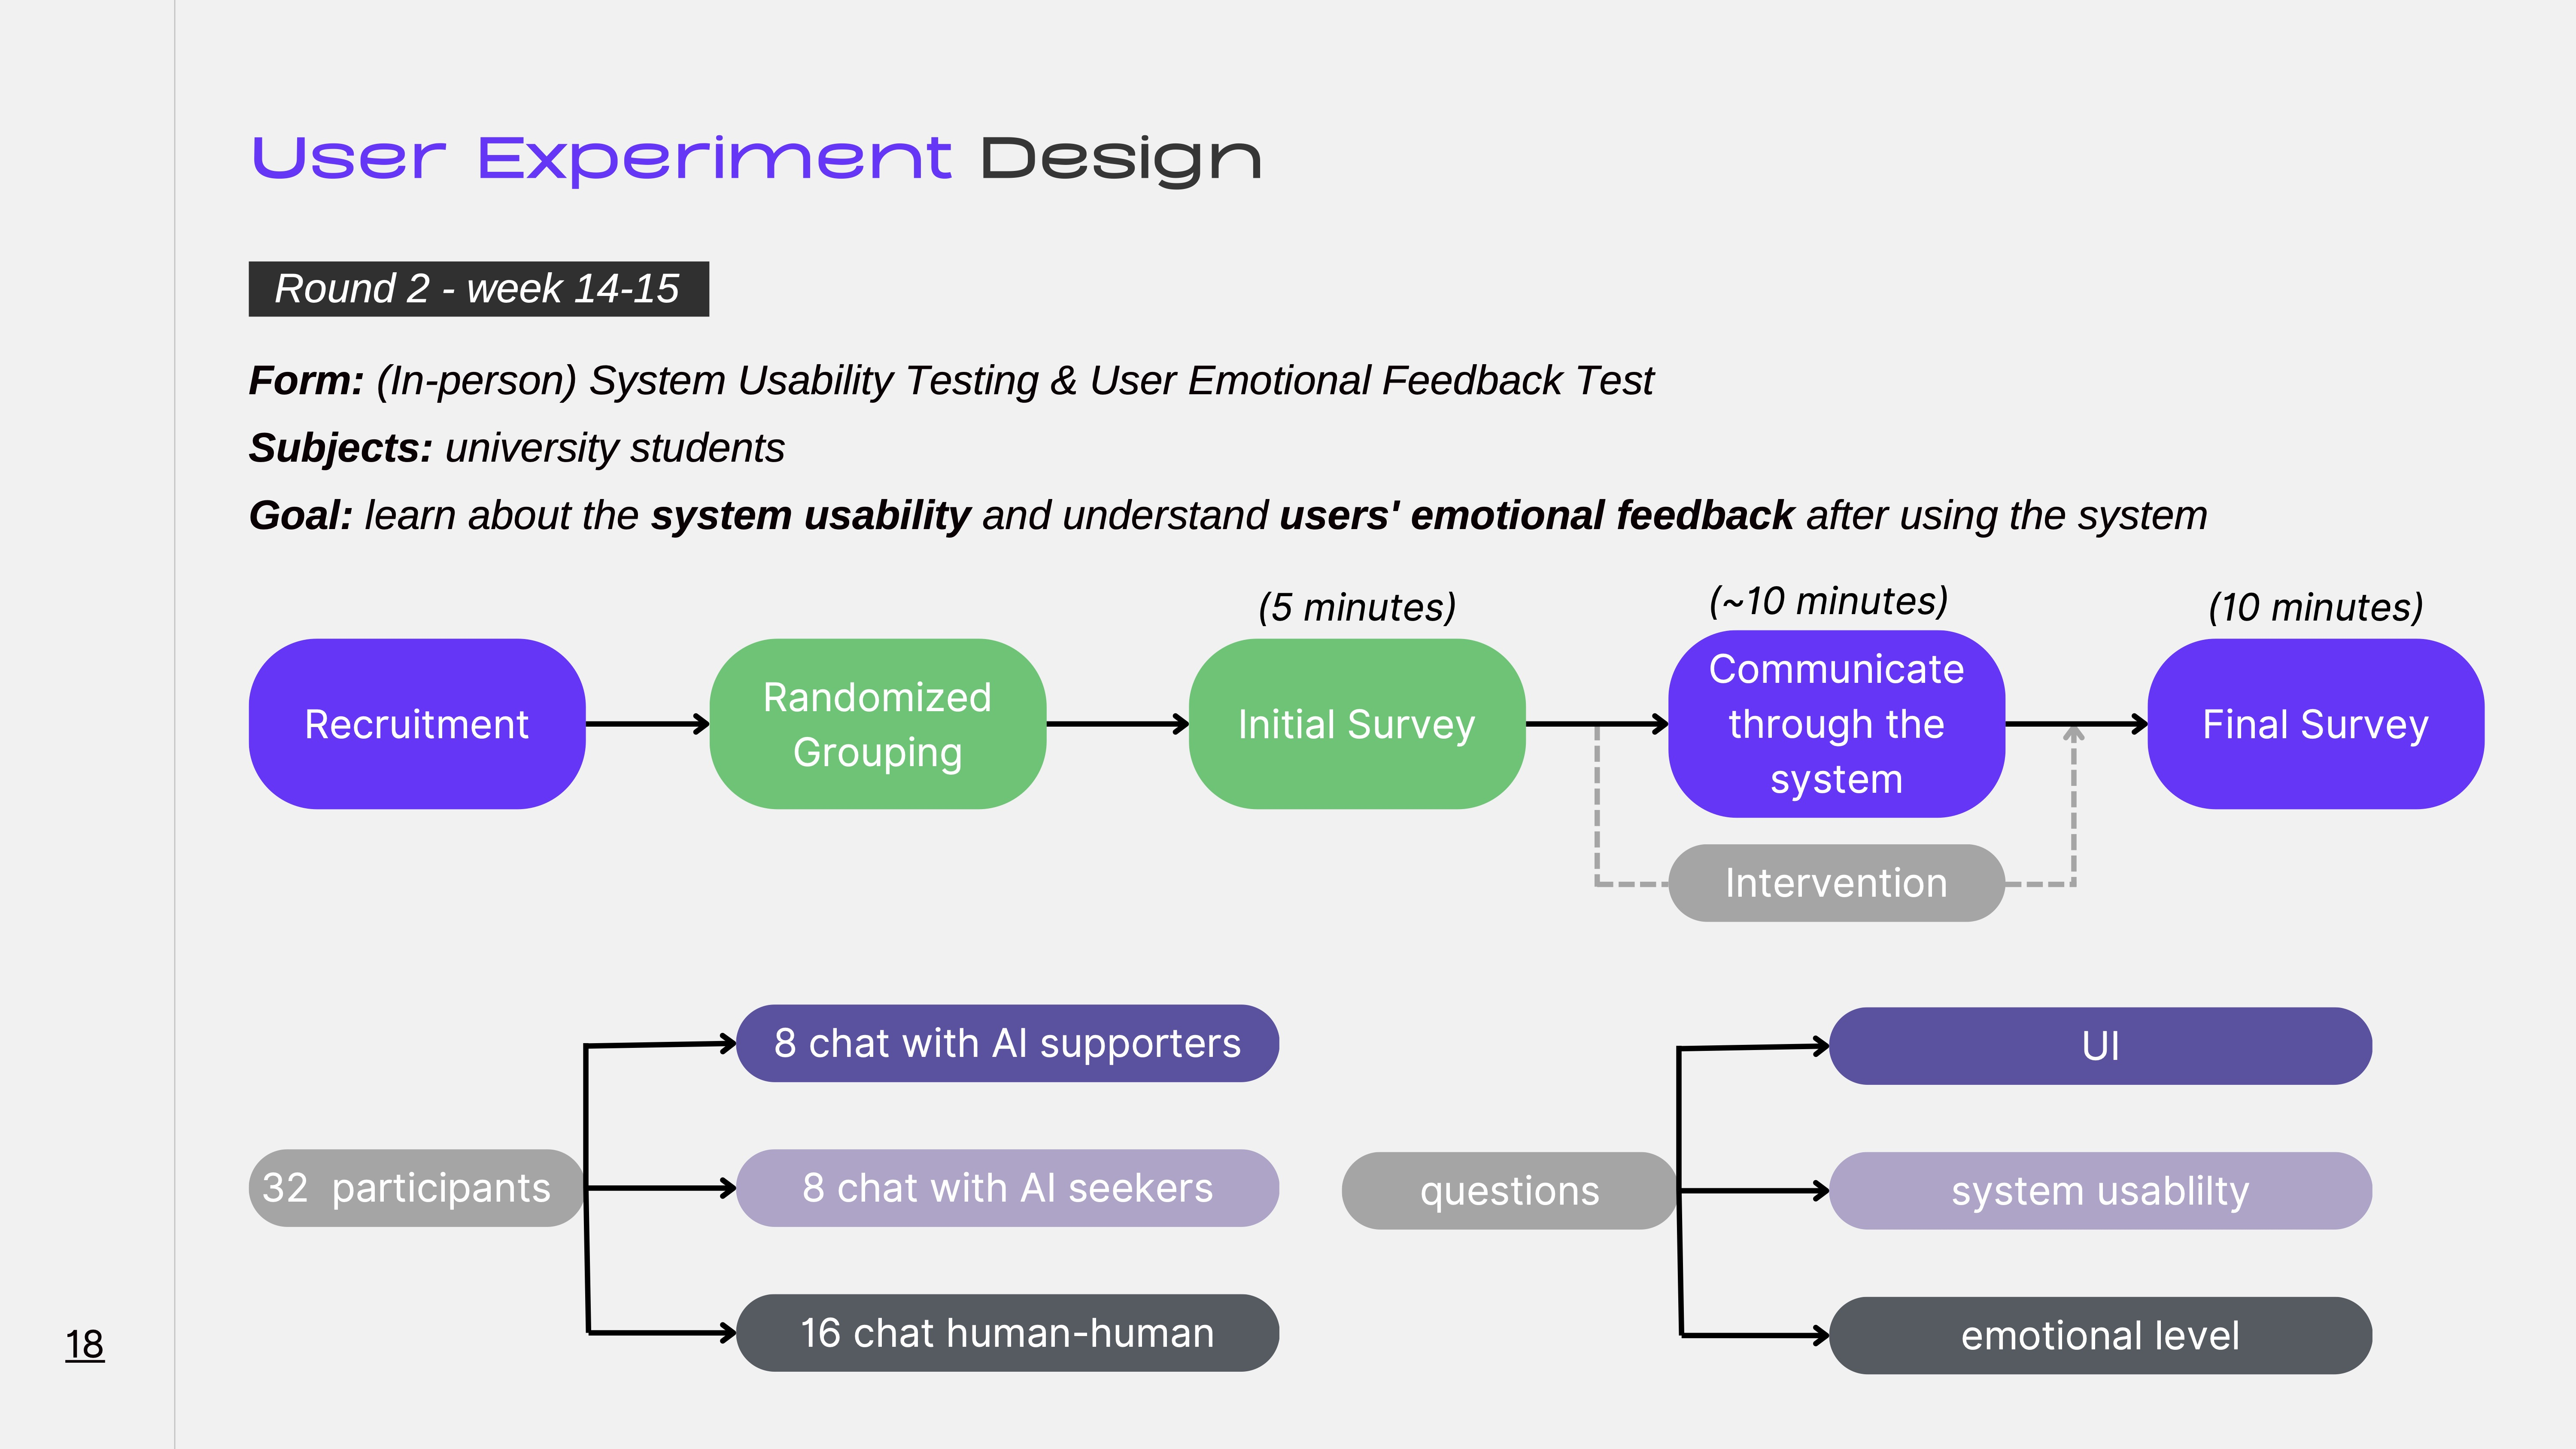 User Experiment Design
Round 2 - week 14-15
Form: (In-person) System Usability Testing & User Emotional Feedback Test
Subjects: university students
Goal: learn about the system usability and understand users' emotional feedback after using the system
(5 minutes)
(~10 minutes)
(10 minutes)
Recruitment
Randomized
Grouping
Initial Survey
Communicate
through the
system
Final Survey
Intervention
32 participants
8 chat with AI supporters
8 chat with AI seekers
16 chat human-human
questions
UI
system usablilty
emotional level
18